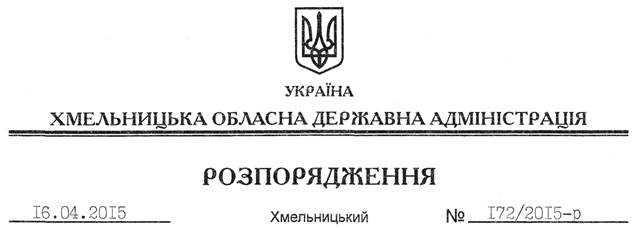 УКРАЇНА
ХМЕЛЬНИЦЬКА ОБЛАСНА ДЕРЖАВНА АДМІНІСТРАЦІЯ
РОЗПОРЯДЖЕННЯ
16.04.2015 Хмельницький № 172/2015-р